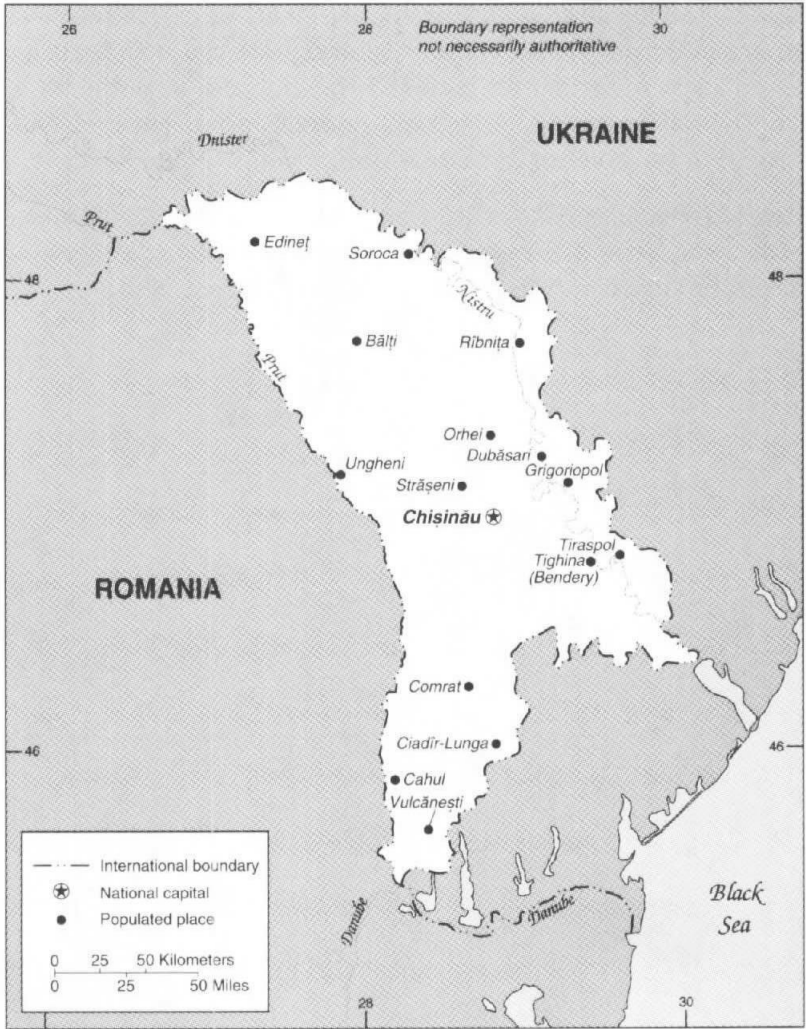 26
28
30
Boundary representation
not necessarily authoritative
UKRAINE
Dnister
Prut
Edineț
Soroca
48
48
Nistru
Bălți
Rîbnița
Prut
Orhei
Dubăsari
Ungheni
Grigoriopol
Strășeni
Chisinău
Tiraspol
Tighina
(Bendery)
ROMANIA
Comrat
46
46
Ciadîr-Lunga
Cahul
Vulcănești
International boundary
National capital
Populated place
0 25 50 Kilometers
0 25 50 Miles
Danube
Danube
Black
Sea
28
30